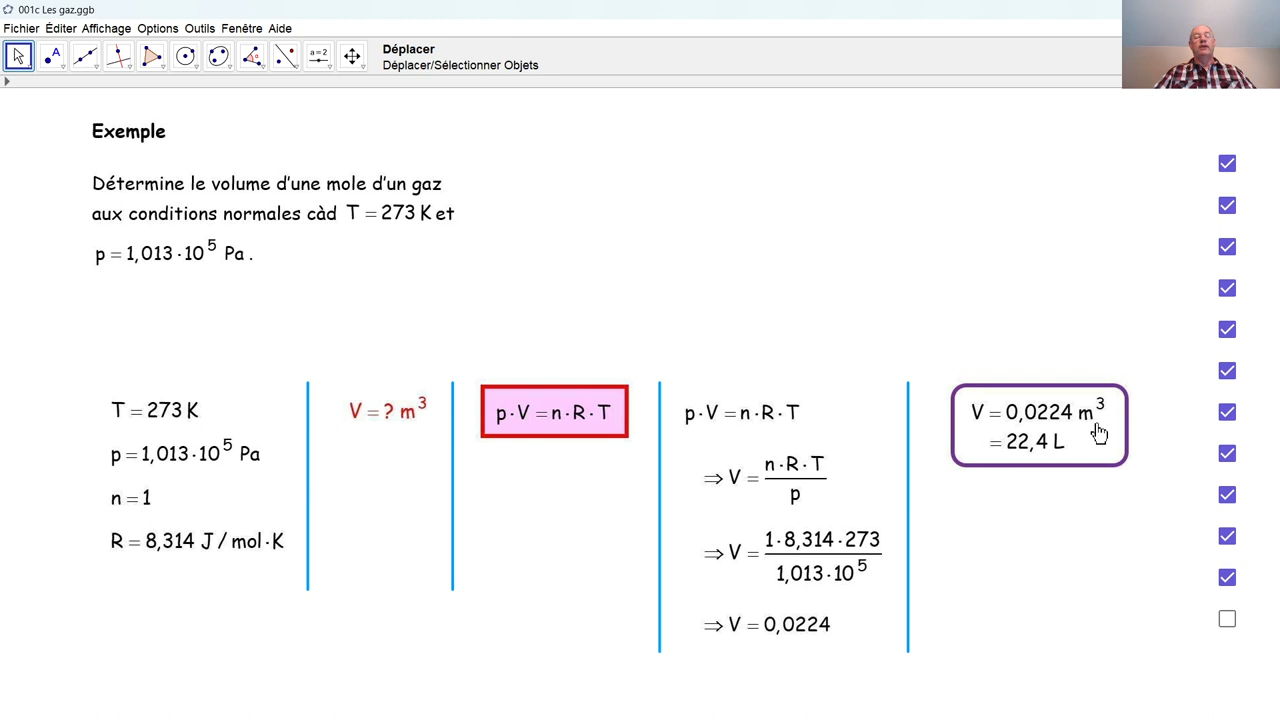 001c Les gaz.ggb
Fichier Éditer Affichage Options Outils Fenêtre Aide
A
a=2
Déplacer
Déplacer/Sélectionner Objets
Exemple
Détermine le volume d'une mole d'un gaz
aux conditions normales càd T = 273 K et
p = 1,013 · 10⁵ Pa .
T = 273 K
p = 1,013 · 10⁵ Pa
n = 1
R = 8,314 J / mol · K
V = ? m³
p · V = n · R · T
p · V = n · R · T
⇒ V = n · R · T / p
⇒ V = 1 · 8,314 · 273 / 1,013 · 10⁵
⇒ V = 0,0224
V = 0,0224 m³
= 22,4 L